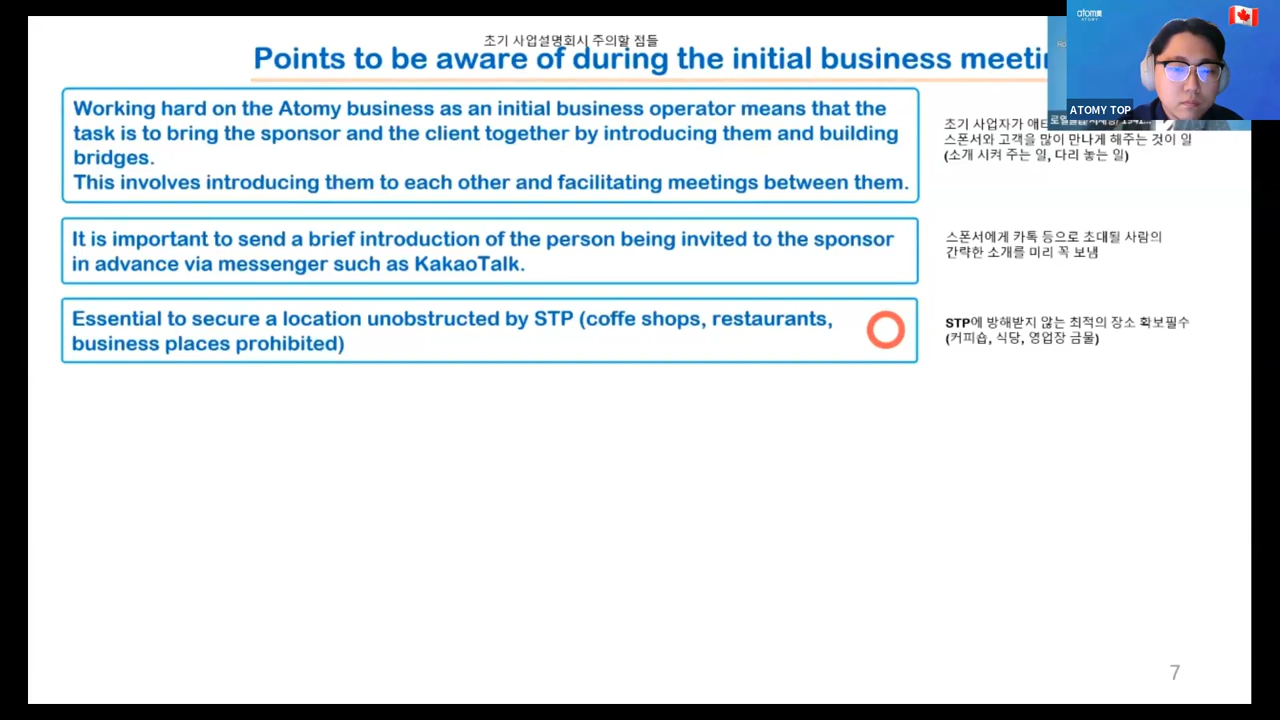 초기 사업설명회시 주의할 점들
Points to be aware of during the initial business
Working hard on the Atomy business as an initial business operator means that the
task is to bring the sponsor and the client together by introducing them and building
bridges.
This involves introducing them to each other and facilitating meetings between them.
초기 사업자가
스폰서와 고객을 많이 만나게 해주는 것이 일
(소개 시켜 주는 일, 다리 놓는 일)
It is important to send a brief introduction of the person being invited to the sponsor
in advance via messenger such as KakaoTalk.
스폰서에게 카톡 등으로 초대될 사람의
간략한 소개를 미리 꼭 보냄
Essential to secure a location unobstructed by STP (coffe shops, restaurants,
business places prohibited)
STP에 방해받지 않는 최적의 장소 확보필수
(커피숍, 식당, 영업장 금물)
7
atom美
ATOMY
ATOMY TOP